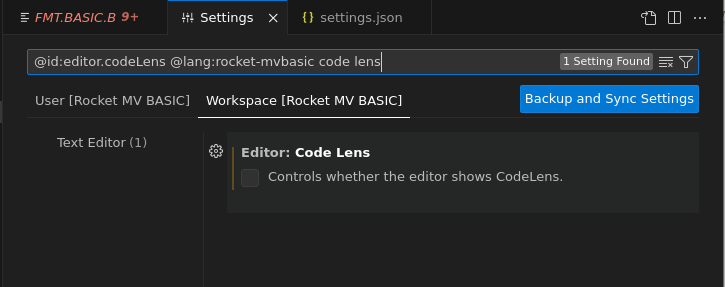 FMT.BASIC.B 9+ Settings settings.json
@id:editor.codeLens @lang:rocket-mvbasic code lens 1 Setting Found
User [Rocket MV BASIC] Workspace [Rocket MV BASIC] Backup and Sync Settings
Text Editor (1)
Editor: Code Lens
Controls whether the editor shows CodeLens.